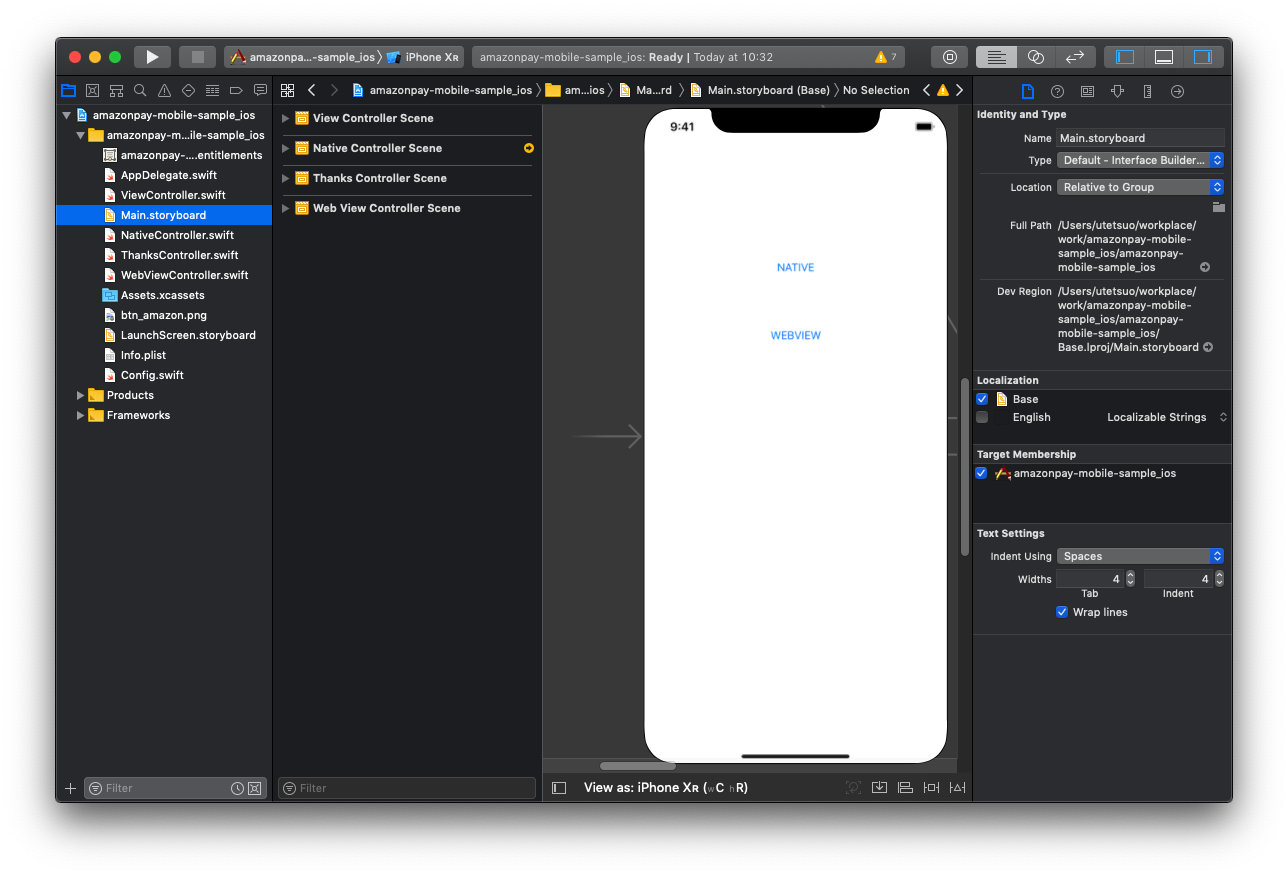 amazonpa...-sample_ios
iPhone XR
amazonpay-mobile-sample_ios: Ready | Today at 10:32
7
amazonpay-mobile-sample_ios
am...ios
Ma...rd
Main.storyboard (Base)
No Selection
amazonpay-mobile-sample_ios
amazonpay-m...ile-sample_ios
amazonpay-....entitlements
AppDelegate.swift
ViewController.swift
Main.storyboard
NativeController.swift
ThanksController.swift
WebViewController.swift
Assets.xcassets
btn_amazon.png
LaunchScreen.storyboard
Info.plist
Config.swift
Products
Frameworks
Filter
View Controller Scene
Native Controller Scene
Thanks Controller Scene
Web View Controller Scene
Filter
9:41
NATIVE
WEBVIEW
View as: iPhone XR (wC hR)
Identity and Type
Name Main.storyboard
Type Default - Interface Builder...
Location Relative to Group
Full Path /Users/utetsuo/workplace/
work/amazonpay-mobile-
sample_ios/amazonpay-
mobile-sample_ios
Dev Region /Users/utetsuo/workplace/
work/amazonpay-mobile-
sample_ios/amazonpay-
mobile-sample_ios/
Base.lproj/Main.storyboard
Localization
Base
English Localizable Strings
Target Membership
amazonpay-mobile-sample_ios
Text Settings
Indent Using Spaces
Widths 4 4
Tab Indent
Wrap lines